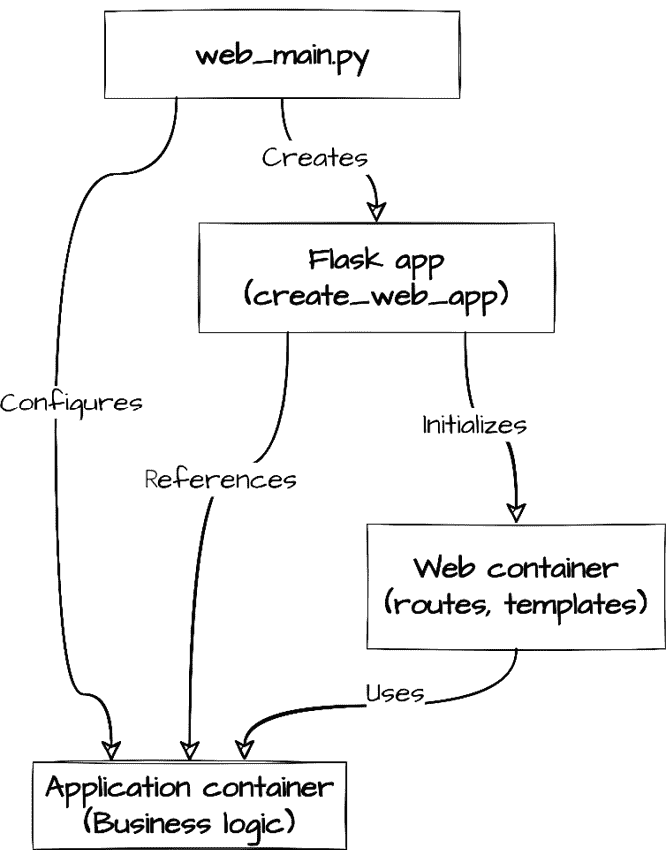 web_main.py
Creates
Flask app
(create_web_app)
Configures
Initializes
References
Web container
(routes, templates)
Uses
Application container
(Business logic)